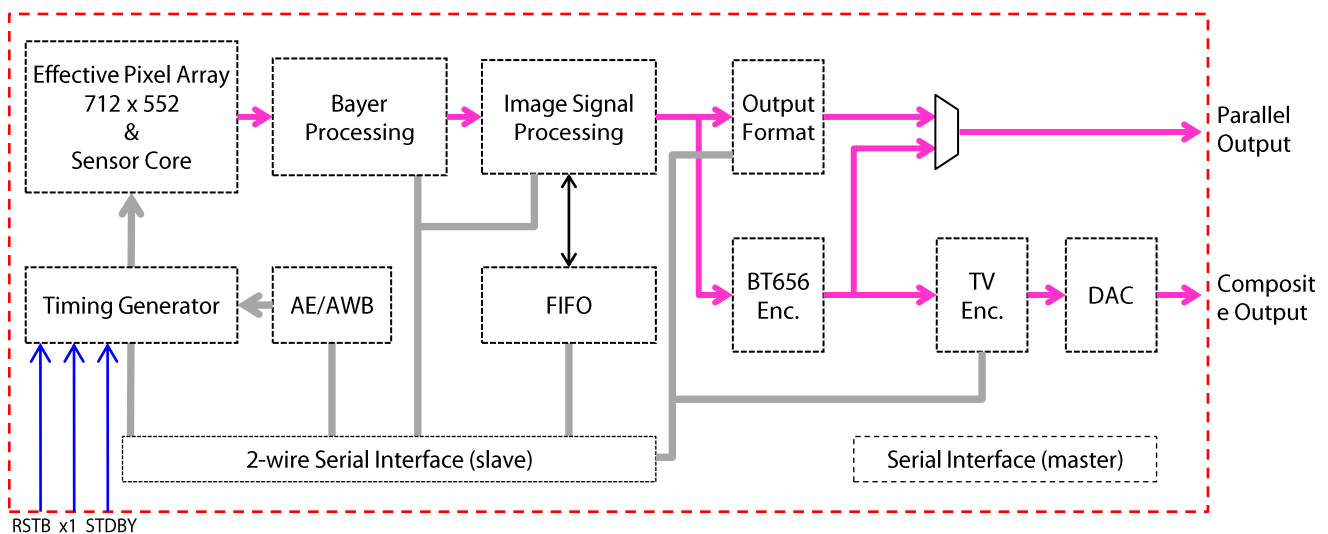 Effective Pixel Array
712 x 552
&
Sensor Core
Bayer
Processing
Image Signal
Processing
Output
Format
Parallel
Output
Timing Generator
AE/AWB
FIFO
BT656
Enc.
TV
Enc.
DAC
Composit
e Output
2-wire Serial Interface (slave)
Serial Interface (master)
RSTB x1 STDBY